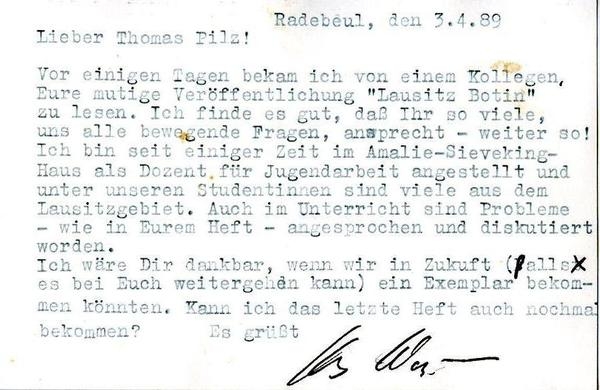 Radebeul, den 3.4.89
Lieber Thomas Pilz!
Vor einigen Tagen bekam ich von einem Kollegen,
Eure mutige Veröffentlichung "Lausitz Botin"
zu lesen. Ich finde es gut, daß Ihr so viele,
uns alle bewegende Fragen, ansprecht - weiter so!
Ich bin seit einiger Zeit im Amalie-Sieveking-
Haus als Dozent für Jugendarbeit angestellt und
unter unseren Studentinnen sind viele aus dem
Lausitzgebiet. Auch im Unterricht sind Probleme
- wie in Eurem Heft - angesprochen und diskutiert
worden.
Ich wäre Dir dankbar, wenn wir in Zukunft (falls
es bei Euch weitergehen kann) ein Exemplar bekom-
men könnten. Kann ich das letzte Heft auch nochmal
bekommen? Es grüßt